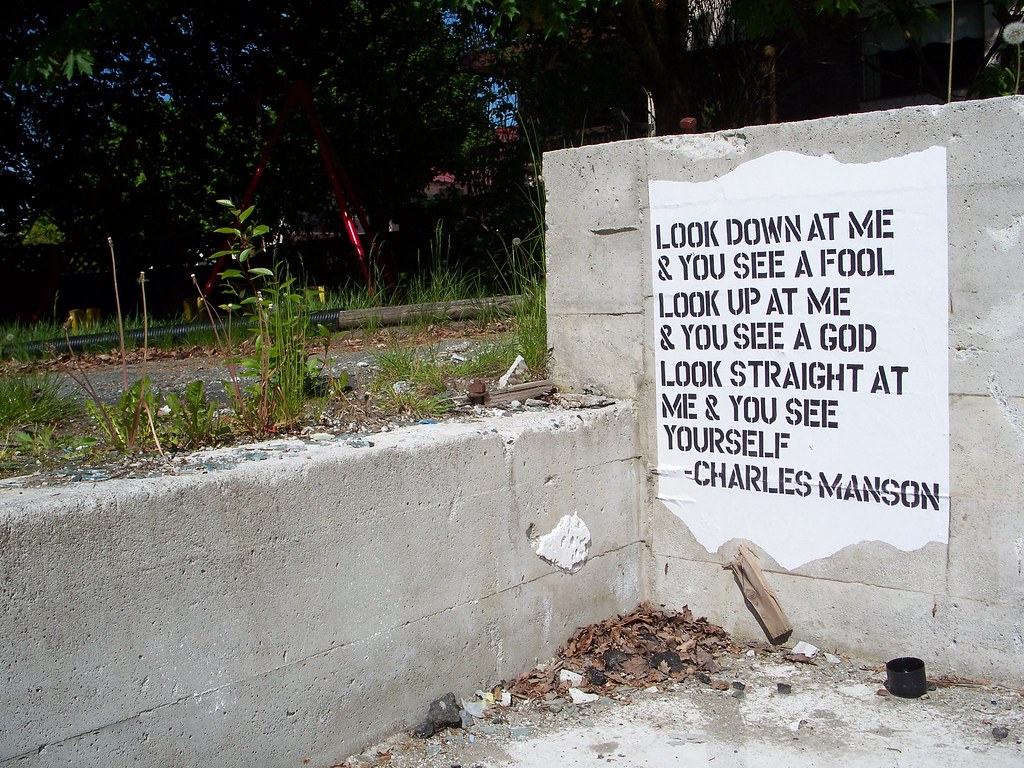 LOOK DOWN AT ME
& YOU SEE A FOOL
LOOK UP AT ME
& YOU SEE A GOD
LOOK STRAIGHT AT
ME & YOU SEE
YOURSELF
-CHARLES MANSON